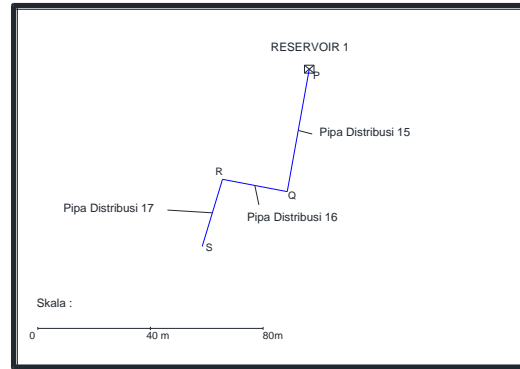 RESERVOIR 1
P
Pipa Distribusi 15
R
Q
Pipa Distribusi 17
Pipa Distribusi 16
S
Skala :
0 40 m 80m